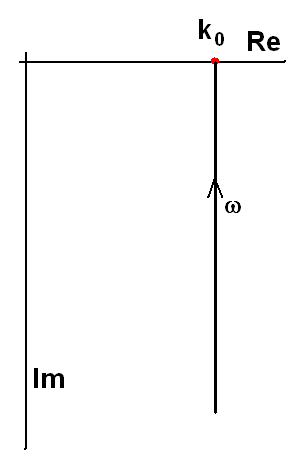 k₀
Re
ω
Im